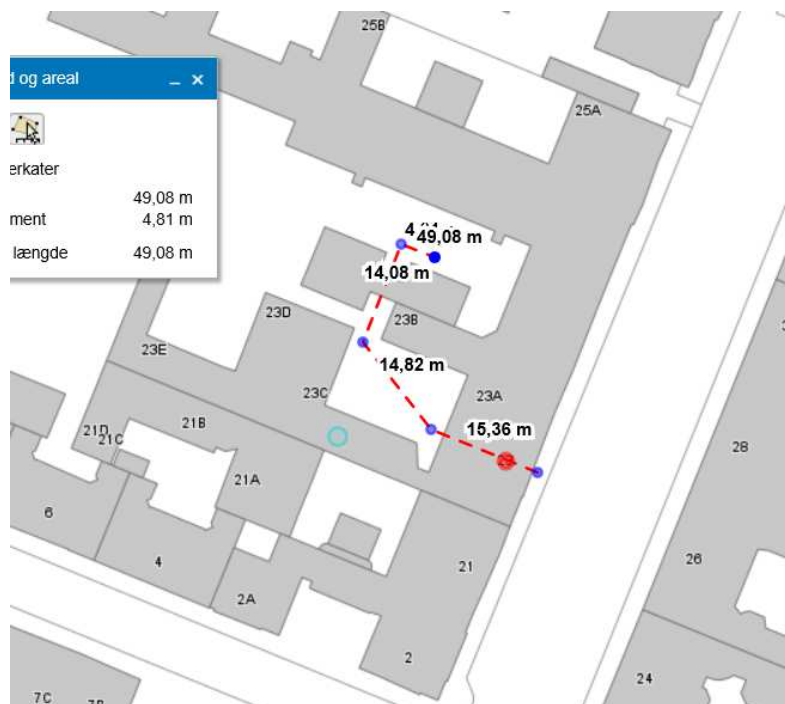 25B
d og areal
25A
erkater
49,08 m
ment 4,81 m
længde 49,08 m
49,08 m
14,08 m
23D
23B
23E
14,82 m
23C
23A
21B
15,36 m
21D
21C
28
21A
6
4
21
26
2A
2
24
7C